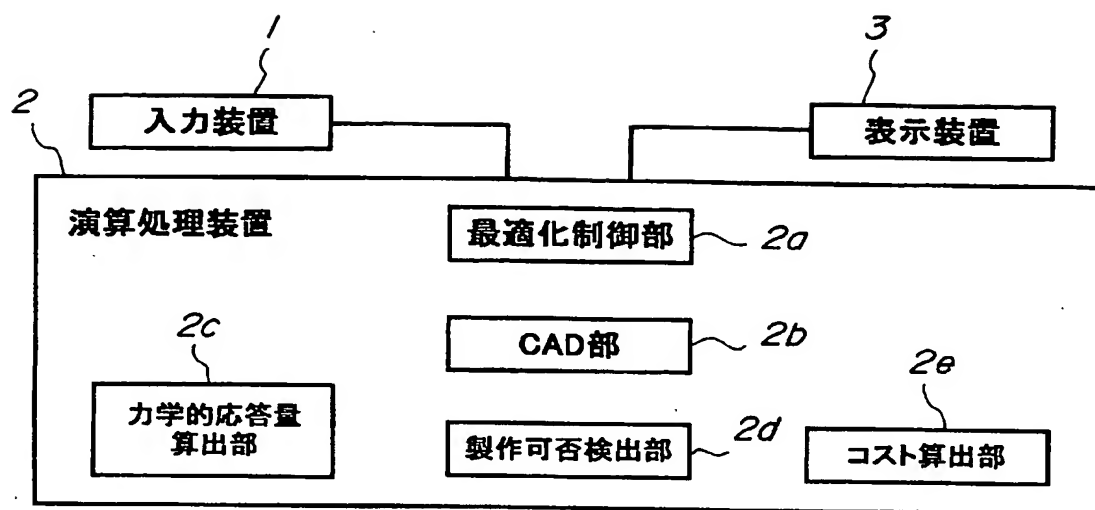 1
3
2
入力装置
表示装置
演算処理装置
最適化制御部
2a
2c
CAD部
2b
2e
力学的応答量
算出部
製作可否検出部
2d
コスト算出部